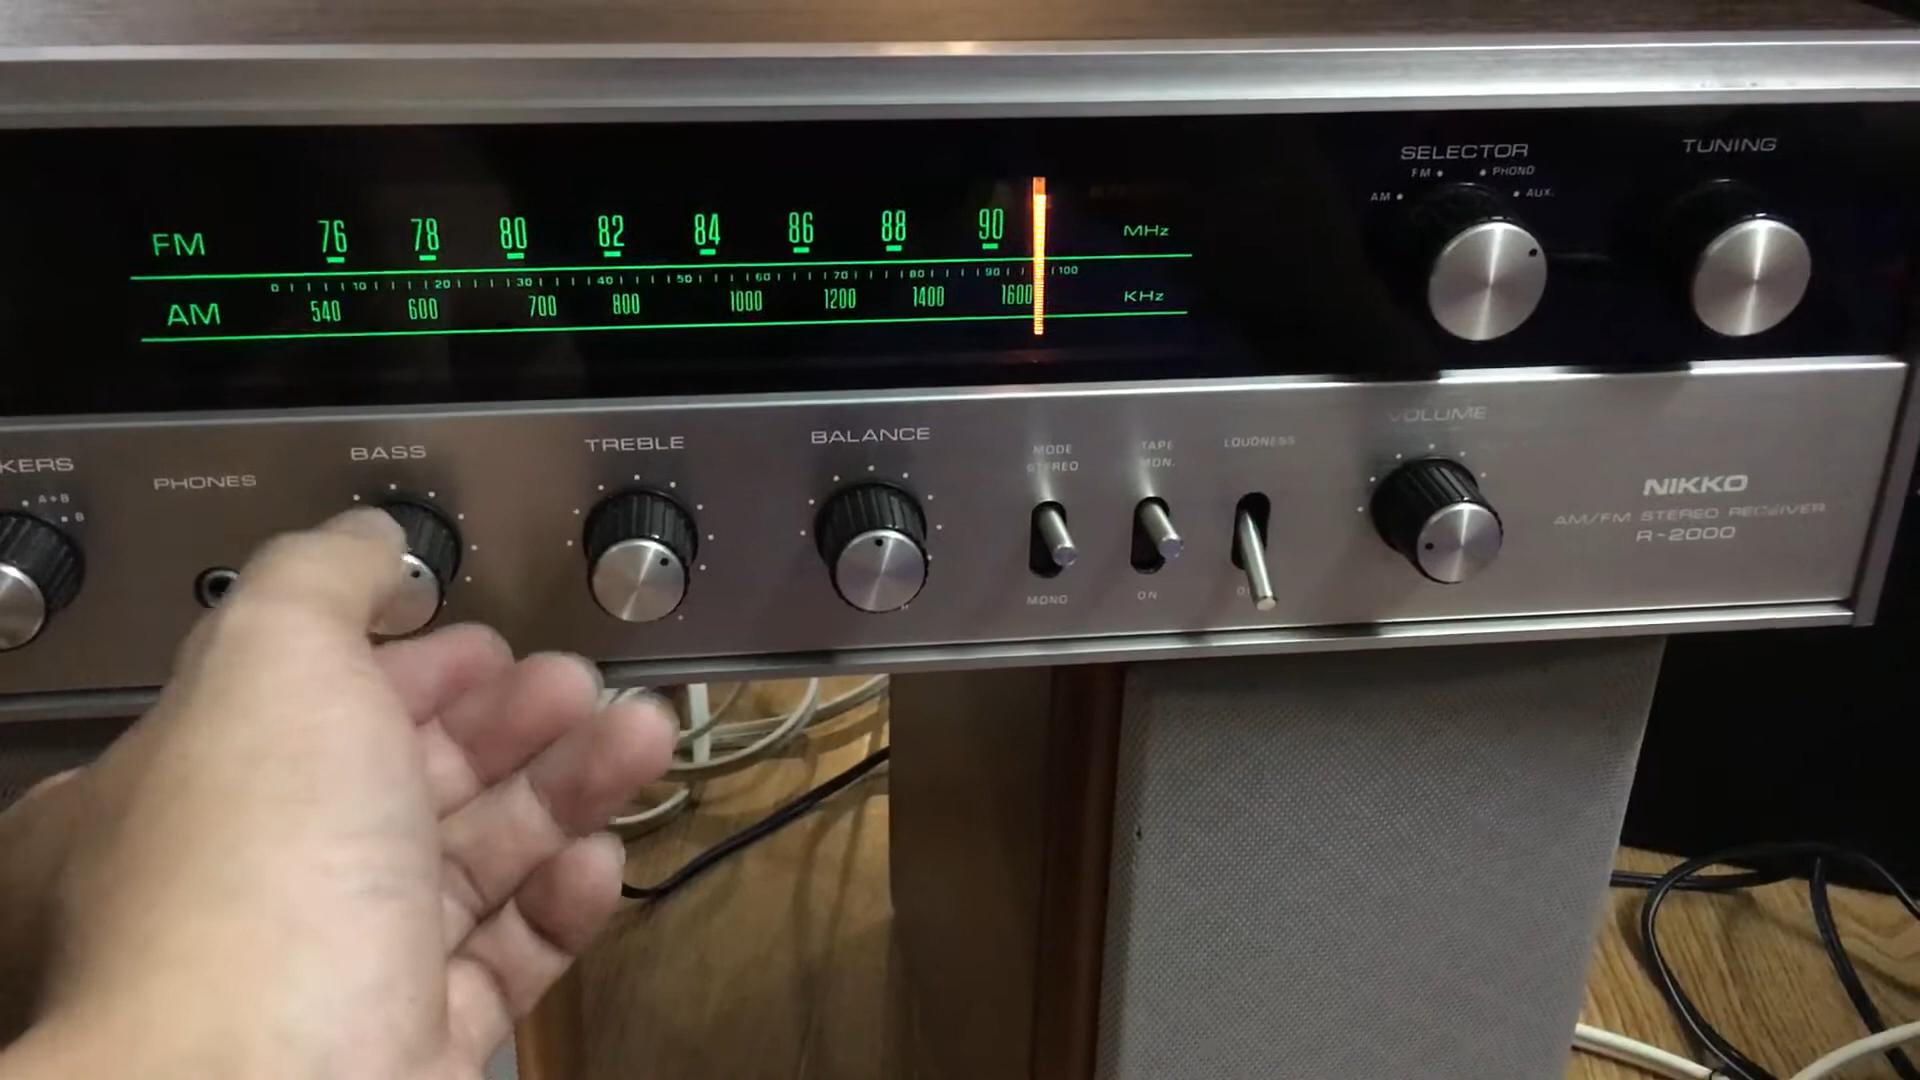 SELECTOR
TUNING
FM
PHONO
AM
AUX.
FM 76 78 80 82 84 86 88 90 MHz
0 10 20 30 40 50 60 70 80 90 100
AM 540 600 700 800 1000 1200 1400 1600 KHz
KERS
A+B
B
PHONES
BASS
TREBLE
BALANCE
MODE
STEREO
MONO
TAPE
MON.
ON
LOUDNESS
VOLUME
NIKKO
AM/FM STEREO RECEIVER
R-2000